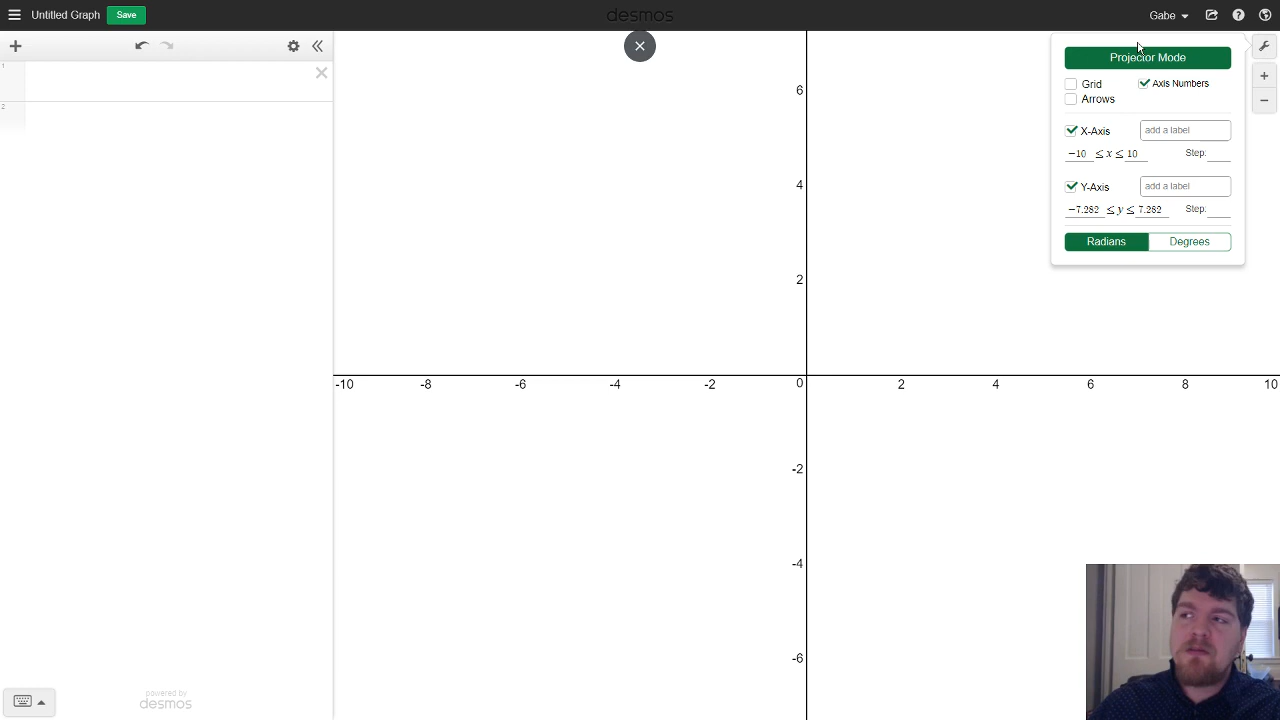 Untitled Graph Save desmos Gabe
1
2
Projector Mode
Grid Axis Numbers
Arrows
X-Axis add a label
-10 ≤ x ≤ 10 Step:
Y-Axis add a label
-7.282 ≤ y ≤ 7.282 Step:
Radians Degrees
6
4
2
-10 -8 -6 -4 -2 0 2 4 6 8 10
-2
-4
-6
powered by
desmos